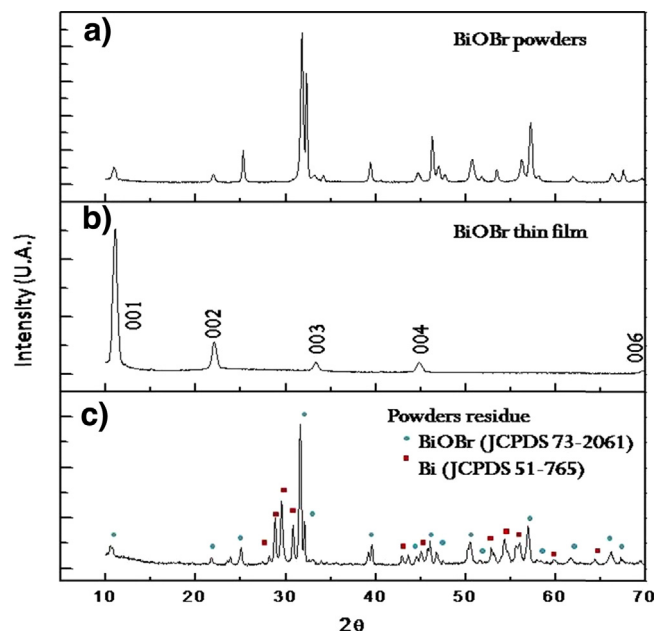 a)
BiOBr powders
b)
BiOBr thin film
001
002
003
004
006
c)
Powders residue
BiOBr (JCPDS 73-2061)
Bi (JCPDS 51-765)
Intensity (U.A.)
10 20 30 40 50 60 70
2θ